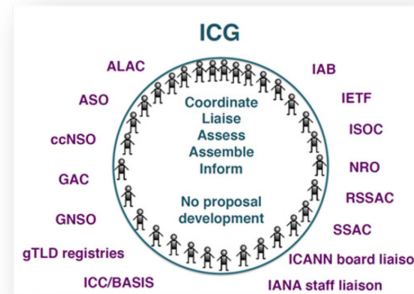 ICG
ALAC
ASO
ccNSO
GAC
GNSO
gTLD registries
ICC/BASIS
Coordinate
Liaise
Assess
Assemble
Inform
No proposal
development
IAB
IETF
ISOC
NRO
RSSAC
SSAC
ICANN board liaiso
IANA staff liaison